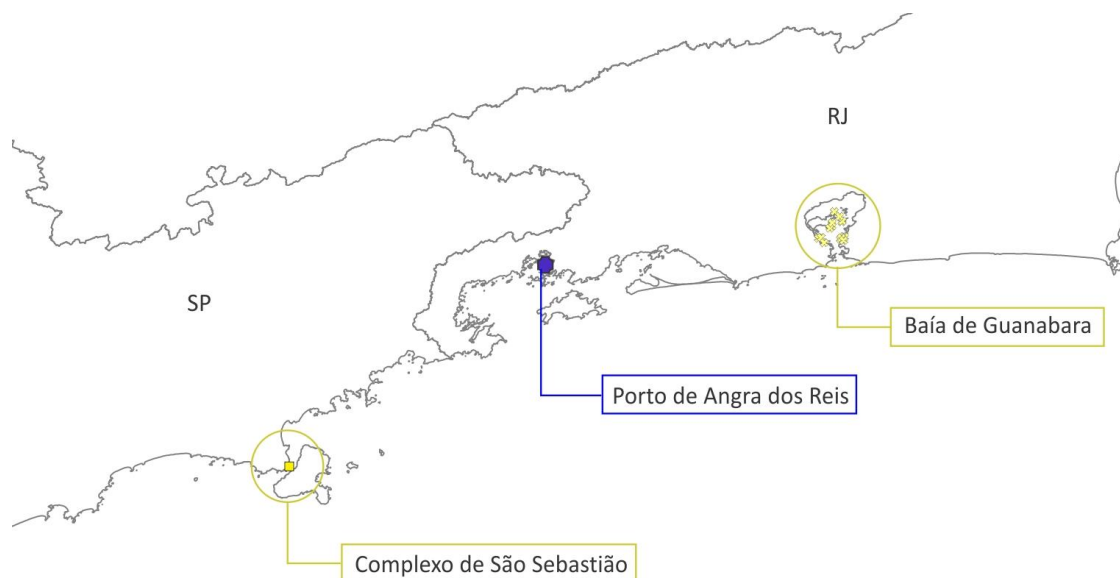 RJ
SP
Baía de Guanabara
Porto de Angra dos Reis
Complexo de São Sebastião